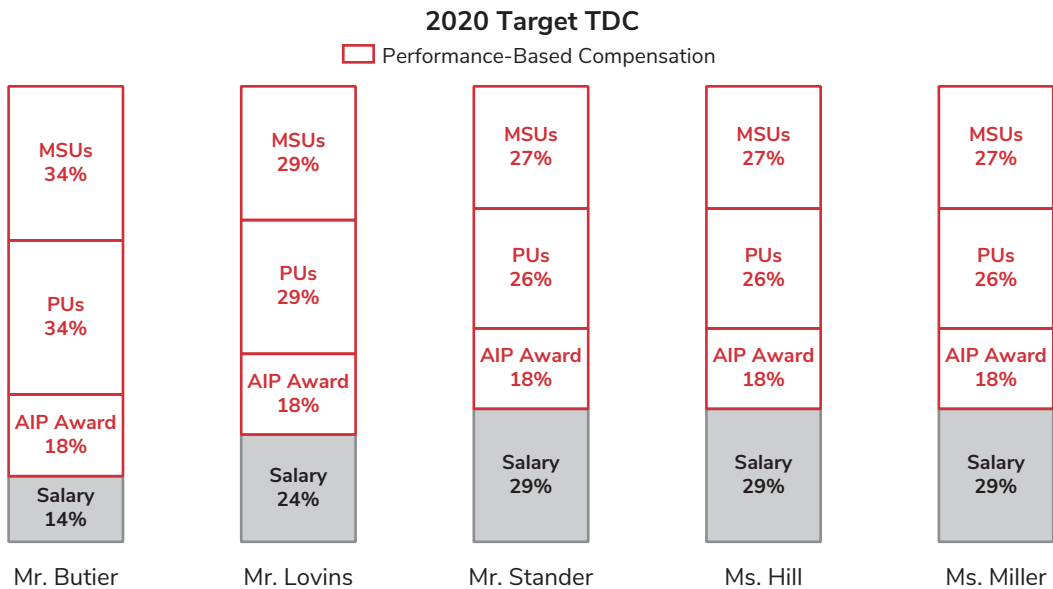 2020 Target TDC
Performance-Based Compensation
MSUs
34%
PUs
34%
AIP Award
18%
Salary
14%
Mr. Butier
MSUs
29%
PUs
29%
AIP Award
18%
Salary
24%
Mr. Lovins
MSUs
27%
PUs
26%
AIP Award
18%
Salary
29%
Mr. Stander
MSUs
27%
PUs
26%
AIP Award
18%
Salary
29%
Ms. Hill
MSUs
27%
PUs
26%
AIP Award
18%
Salary
29%
Ms. Miller